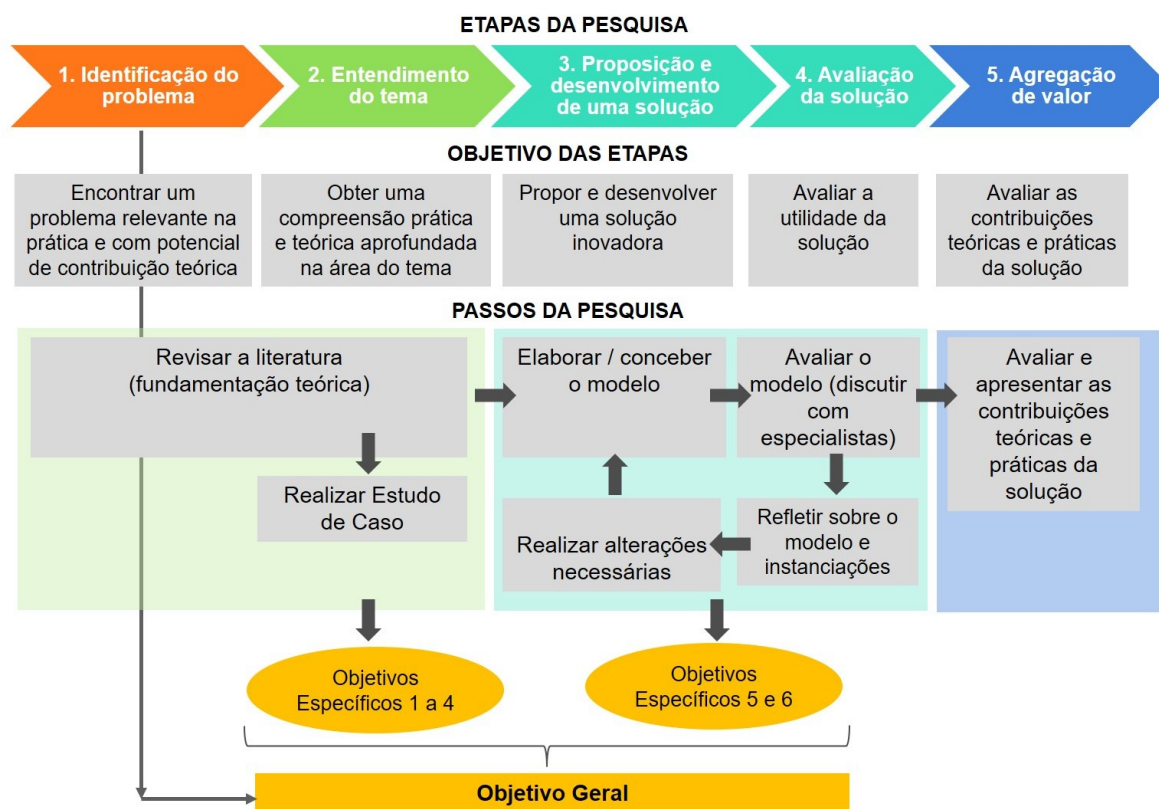 ETAPAS DA PESQUISA
1. Identificação do
problema
2. Entendimento
do tema
3. Proposição e
desenvolvimento
de uma solução
4. Avaliação
da solução
5. Agregação
de valor
OBJETIVO DAS ETAPAS
Encontrar um
problema relevante na
prática e com potencial
de contribuição teórica
Obter uma
compreensão prática
e teórica aprofundada
na área do tema
Propor e desenvolver
uma solução
inovadora
Avaliar a
utilidade da
solução
Avaliar as
contribuições
teóricas e práticas
da solução
PASSOS DA PESQUISA
Revisar a literatura
(fundamentação teórica)
Realizar Estudo
de Caso
Elaborar / conceber
o modelo
Avaliar o
modelo (discutir
com
especialistas)
Refletir sobre o
modelo e
instanciações
Realizar alterações
necessárias
Avaliar e
apresentar as
contribuições
teóricas e
práticas da
solução
Objetivos
Específicos 1 a 4
Objetivos
Específicos 5 e 6
Objetivo Geral